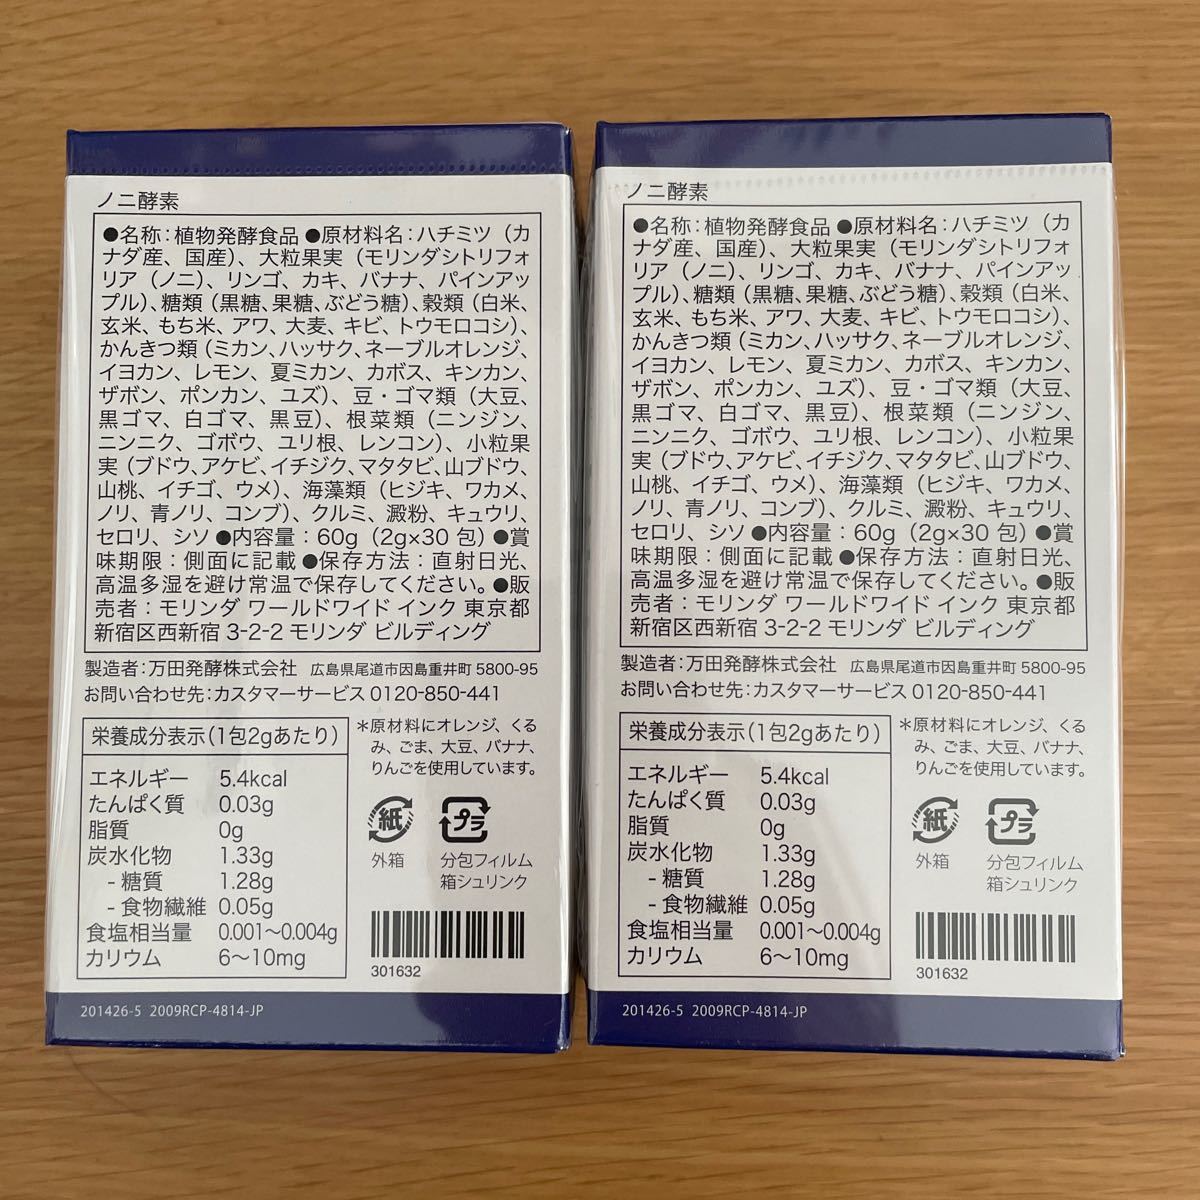 ノニ酵素
●名称：植物発酵食品 ●原材料名：ハチミツ（カ
ナダ産、国産）、大粒果実（モリンダシトリフォ
リア（ノニ）、リンゴ、カキ、バナナ、パインアッ
プル）、糖類（黒糖、果糖、ぶどう糖）、穀類（白米、
玄米、もち米、アワ、大麦、キビ、トウモロコシ）、
かんきつ類（ミカン、ハッサク、ネーブルオレンジ、
イヨカン、レモン、夏ミカン、カボス、キンカン、
ザボン、ポンカン、ユズ）、豆・ゴマ類（大豆、
黒ゴマ、白ゴマ、黒豆）、根菜類（ニンジン、
ニンニク、ゴボウ、ユリ根、レンコン）、小粒果
実（ブドウ、アケビ、イチジク、マタタビ、山ブドウ、
山桃、イチゴ、ウメ）、海藻類（ヒジキ、ワカメ、
ノリ、青ノリ、コンブ）、クルミ、澱粉、キュウリ、
セロリ、シソ ●内容量：60g（2g×30 包）●賞
味期限：側面に記載 ●保存方法：直射日光、
高温多湿を避け常温で保存してください。●販
売者：モリンダ ワールドワイド インク 東京都
新宿区西新宿 3-2-2 モリンダ ビルディング
製造者：万田発酵株式会社 広島県尾道市因島重井町 5800-95
お問い合わせ先：カスタマーサービス 0120-850-441
栄養成分表示（1包2gあたり）
エネルギー 5.4kcal
たんぱく質 0.03g
脂質 0g
炭水化物 1.33g
- 糖質 1.28g
- 食物繊維 0.05g
食塩相当量 0.001〜0.004g
カリウム 6〜10mg
＊原材料にオレンジ、くる
み、ごま、大豆、バナナ、
りんごを使用しています。
紙
プラ
外箱
分包フィルム
箱シュリンク
301632
201426-5 2009RCP-4814-JP
ノニ酵素
●名称：植物発酵食品 ●原材料名：ハチミツ（カ
ナダ産、国産）、大粒果実（モリンダシトリフォ
リア（ノニ）、リンゴ、カキ、バナナ、パインアッ
プル）、糖類（黒糖、果糖、ぶどう糖）、穀類（白米、
玄米、もち米、アワ、大麦、キビ、トウモロコシ）、
かんきつ類（ミカン、ハッサク、ネーブルオレンジ、
イヨカン、レモン、夏ミカン、カボス、キンカン、
ザボン、ポンカン、ユズ）、豆・ゴマ類（大豆、
黒ゴマ、白ゴマ、黒豆）、根菜類（ニンジン、
ニンニク、ゴボウ、ユリ根、レンコン）、小粒果
実（ブドウ、アケビ、イチジク、マタタビ、山ブドウ、
山桃、イチゴ、ウメ）、海藻類（ヒジキ、ワカメ、
ノリ、青ノリ、コンブ）、クルミ、澱粉、キュウリ、
セロリ、シソ ●内容量：60g（2g×30 包）●賞
味期限：側面に記載 ●保存方法：直射日光、
高温多湿を避け常温で保存してください。●販
売者：モリンダ ワールドワイド インク 東京都
新宿区西新宿 3-2-2 モリンダ ビルディング
製造者：万田発酵株式会社 広島県尾道市因島重井町 5800-95
お問い合わせ先：カスタマーサービス 0120-850-441
栄養成分表示（1包2gあたり）
エネルギー 5.4kcal
たんぱく質 0.03g
脂質 0g
炭水化物 1.33g
- 糖質 1.28g
- 食物繊維 0.05g
食塩相当量 0.001〜0.004g
カリウム 6〜10mg
＊原材料にオレンジ、くる
み、ごま、大豆、バナナ、
りんごを使用しています。
紙
プラ
外箱
分包フィルム
箱シュリンク
301632
201426-5 2009RCP-4814-JP